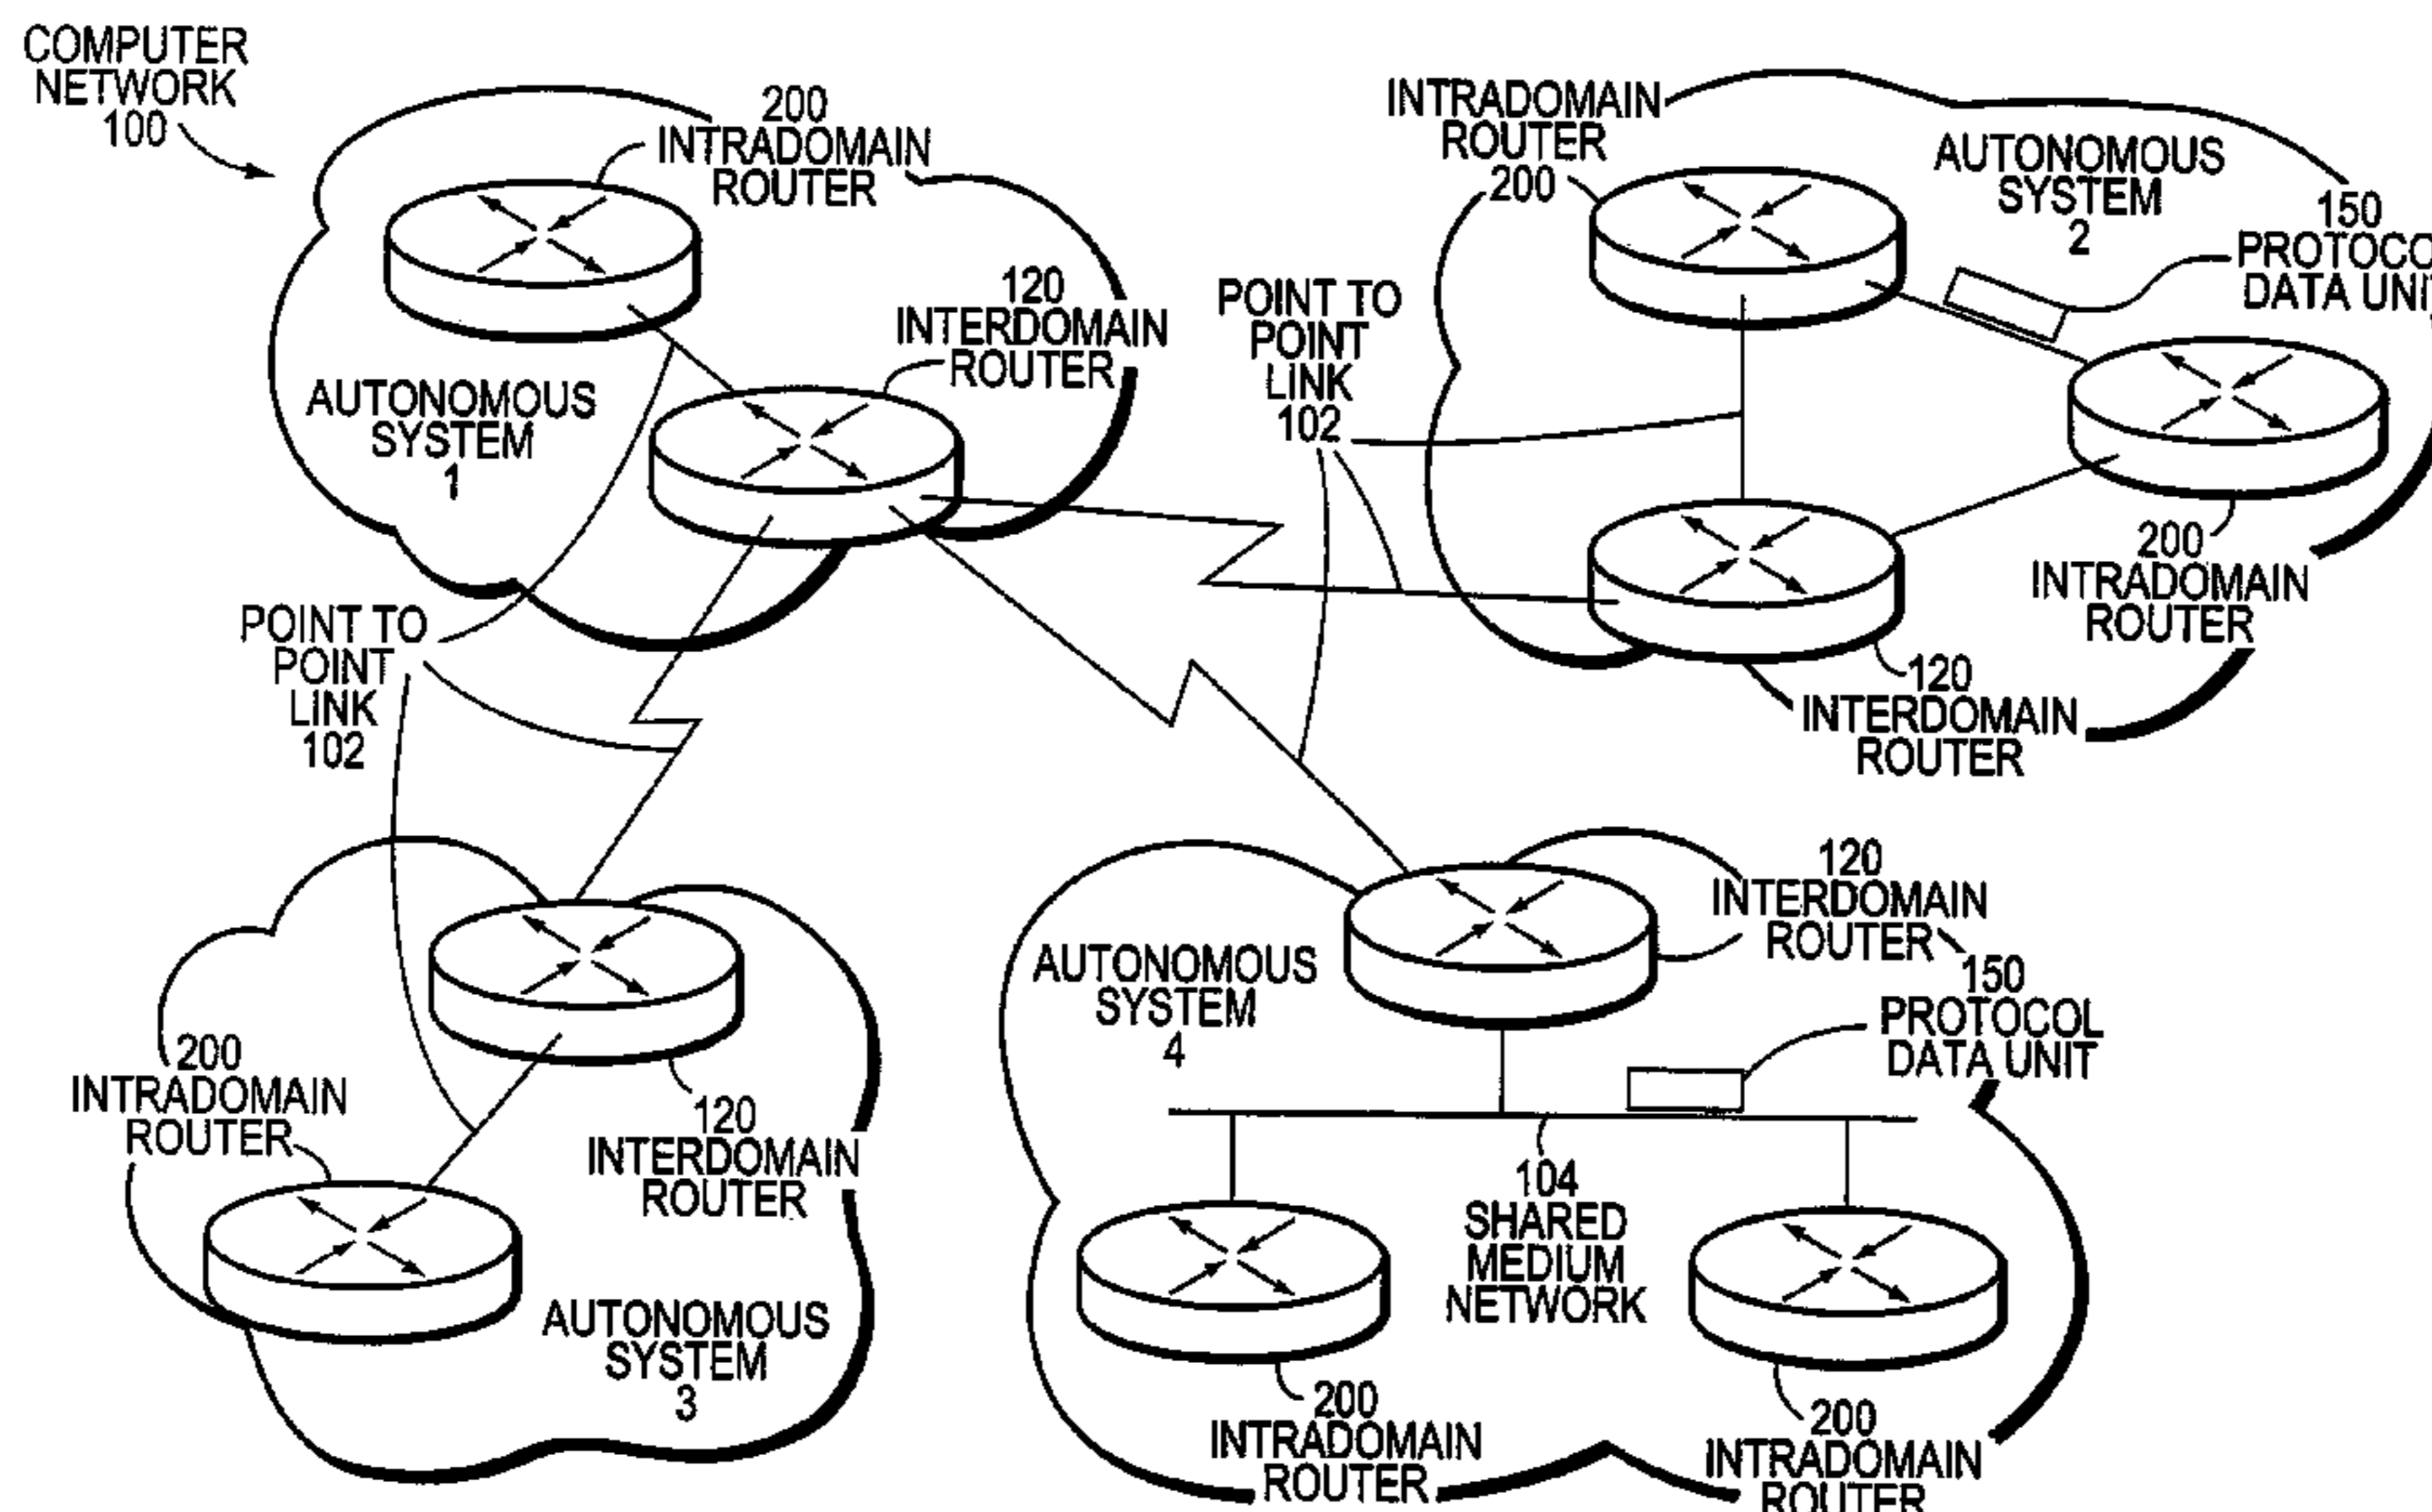 COMPUTER
NETWORK
100
200
INTRADOMAIN
ROUTER
120
INTERDOMAIN
ROUTER
AUTONOMOUS
SYSTEM
1
POINT TO
POINT
LINK
102
INTRADOMAIN
ROUTER
200
AUTONOMOUS
SYSTEM
2
150
PROTOCO
DATA UNIT
POINT TO
POINT
LINK
102
200
INTRADOMAIN
ROUTER
120
INTERDOMAIN
ROUTER
200
INTRADOMAIN
ROUTER
120
INTERDOMAIN
ROUTER
AUTONOMOUS
SYSTEM
3
120
INTERDOMAIN
ROUTER
AUTONOMOUS
SYSTEM
4
150
PROTOCOL
DATA UNIT
104
SHARED
MEDIUM
NETWORK
200
INTRADOMAIN
ROUTER
200
INTRADOMAIN
ROUTER